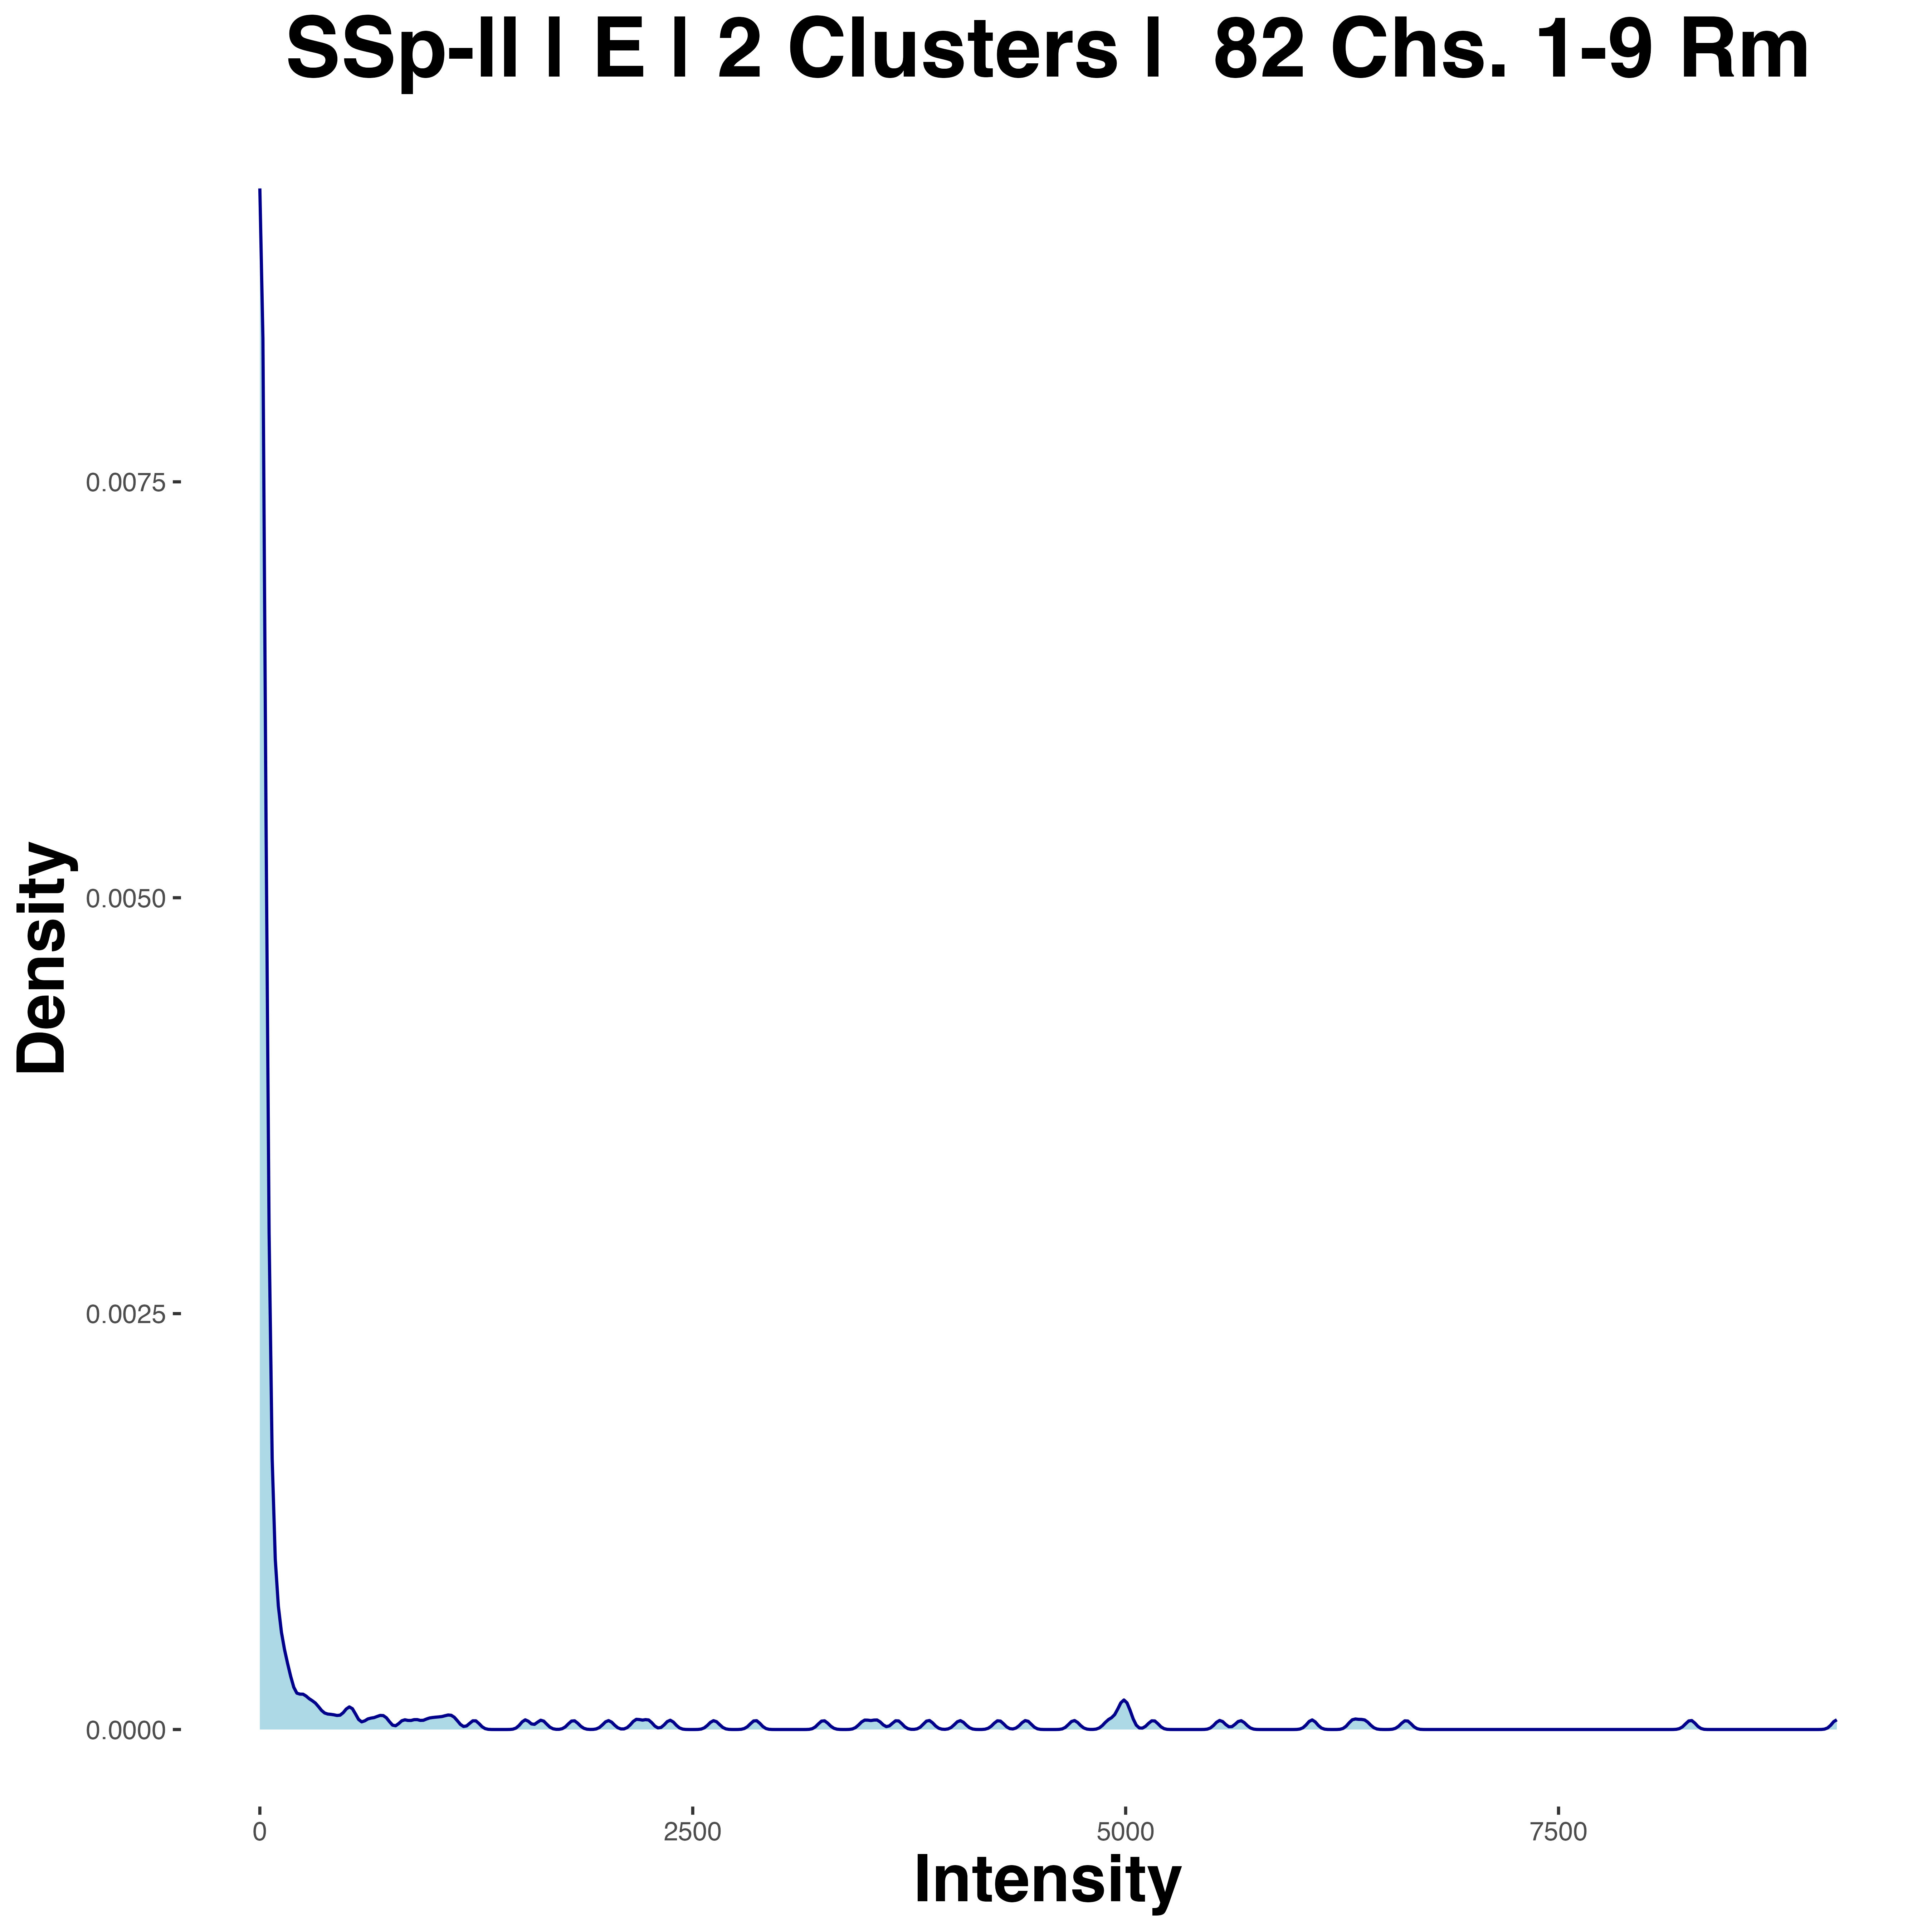 SSp-ll | E | 2 Clusters |  82 Chs. 1-9 Rm
Density
0.0075
0.0050
0.0025
0.0000
0
2500
5000
7500
Intensity